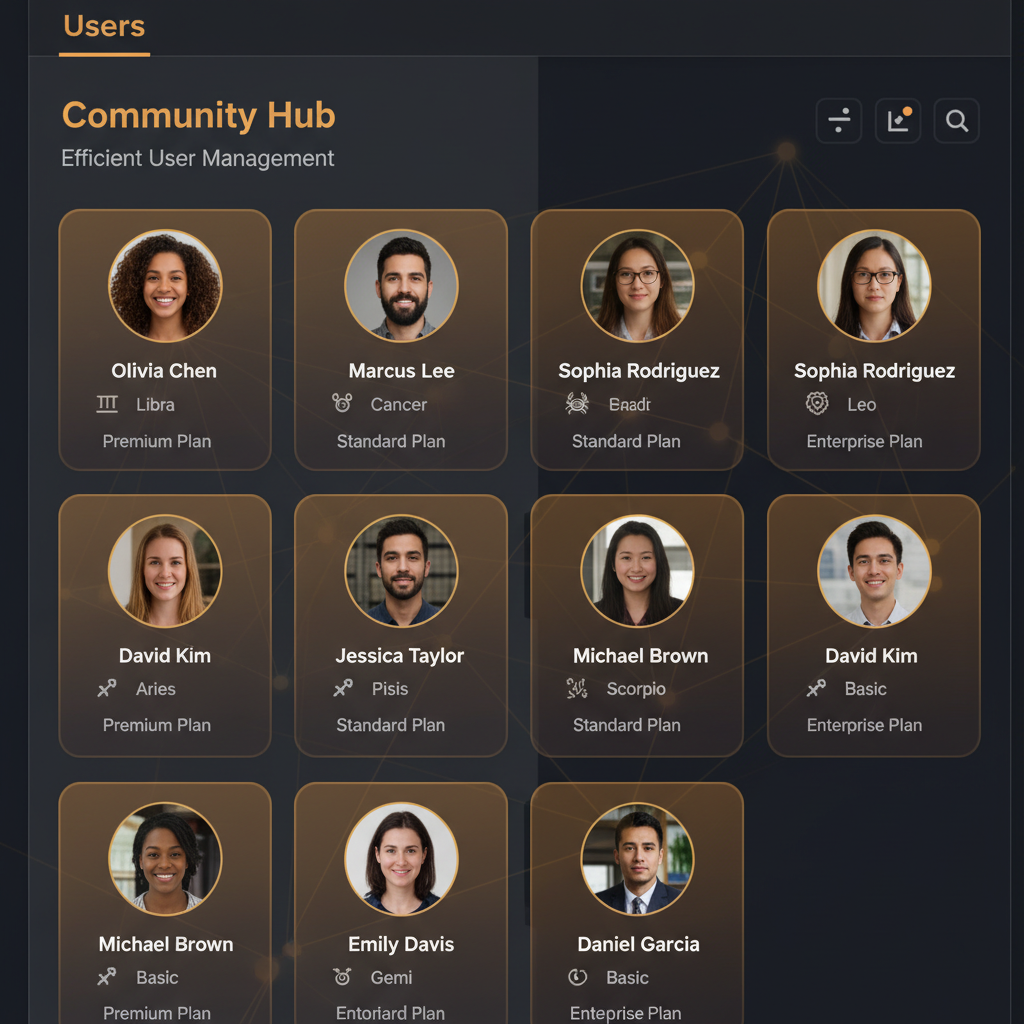 Users
Community Hub
Efficient User Management
Olivia Chen
Libra
Premium Plan
Marcus Lee
Cancer
Standard Plan
Sophia Rodriguez
Standard Plan
Sophia Rodriguez
Leo
Enterprise Plan
David Kim
Aries
Premium Plan
Jessica Taylor
Pisis
Standard Plan
Michael Brown
Scorpio
Standard Plan
David Kim
Basic
Enterprise Plan
Michael Brown
Basic
Premium Plan
Emily Davis
Gemi
Entoriard Plan
Daniel Garcia
Basic
Enteprise Plan